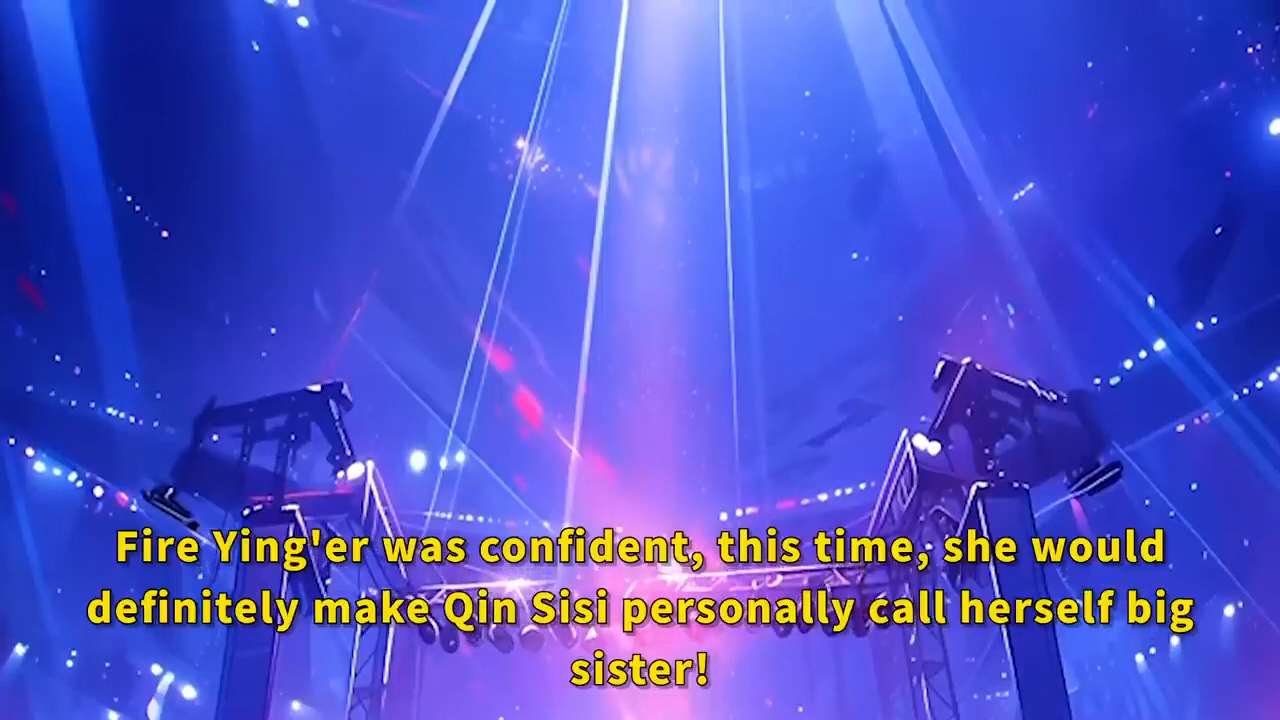 Fire Ying'er was confident, this time, she would
definitely make Qin Sisi personally call herself big
sister!